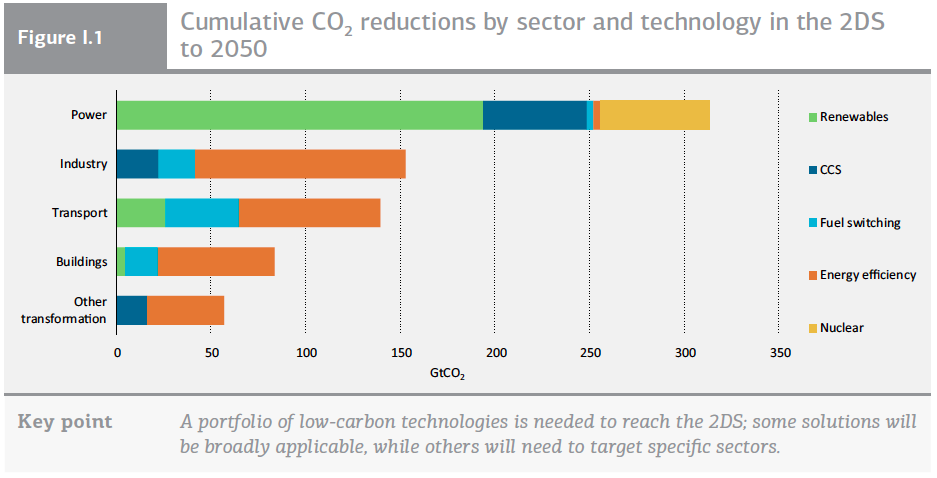 Figure I.1
Cumulative CO₂ reductions by sector and technology in the 2DS
to 2050
Power
Industry
Transport
Buildings
Other
transformation
0 50 100 150 200 250 300 350
GtCO₂
Renewables
CCS
Fuel switching
Energy efficiency
Nuclear
Key point
A portfolio of low-carbon technologies is needed to reach the 2DS; some solutions will
be broadly applicable, while others will need to target specific sectors.